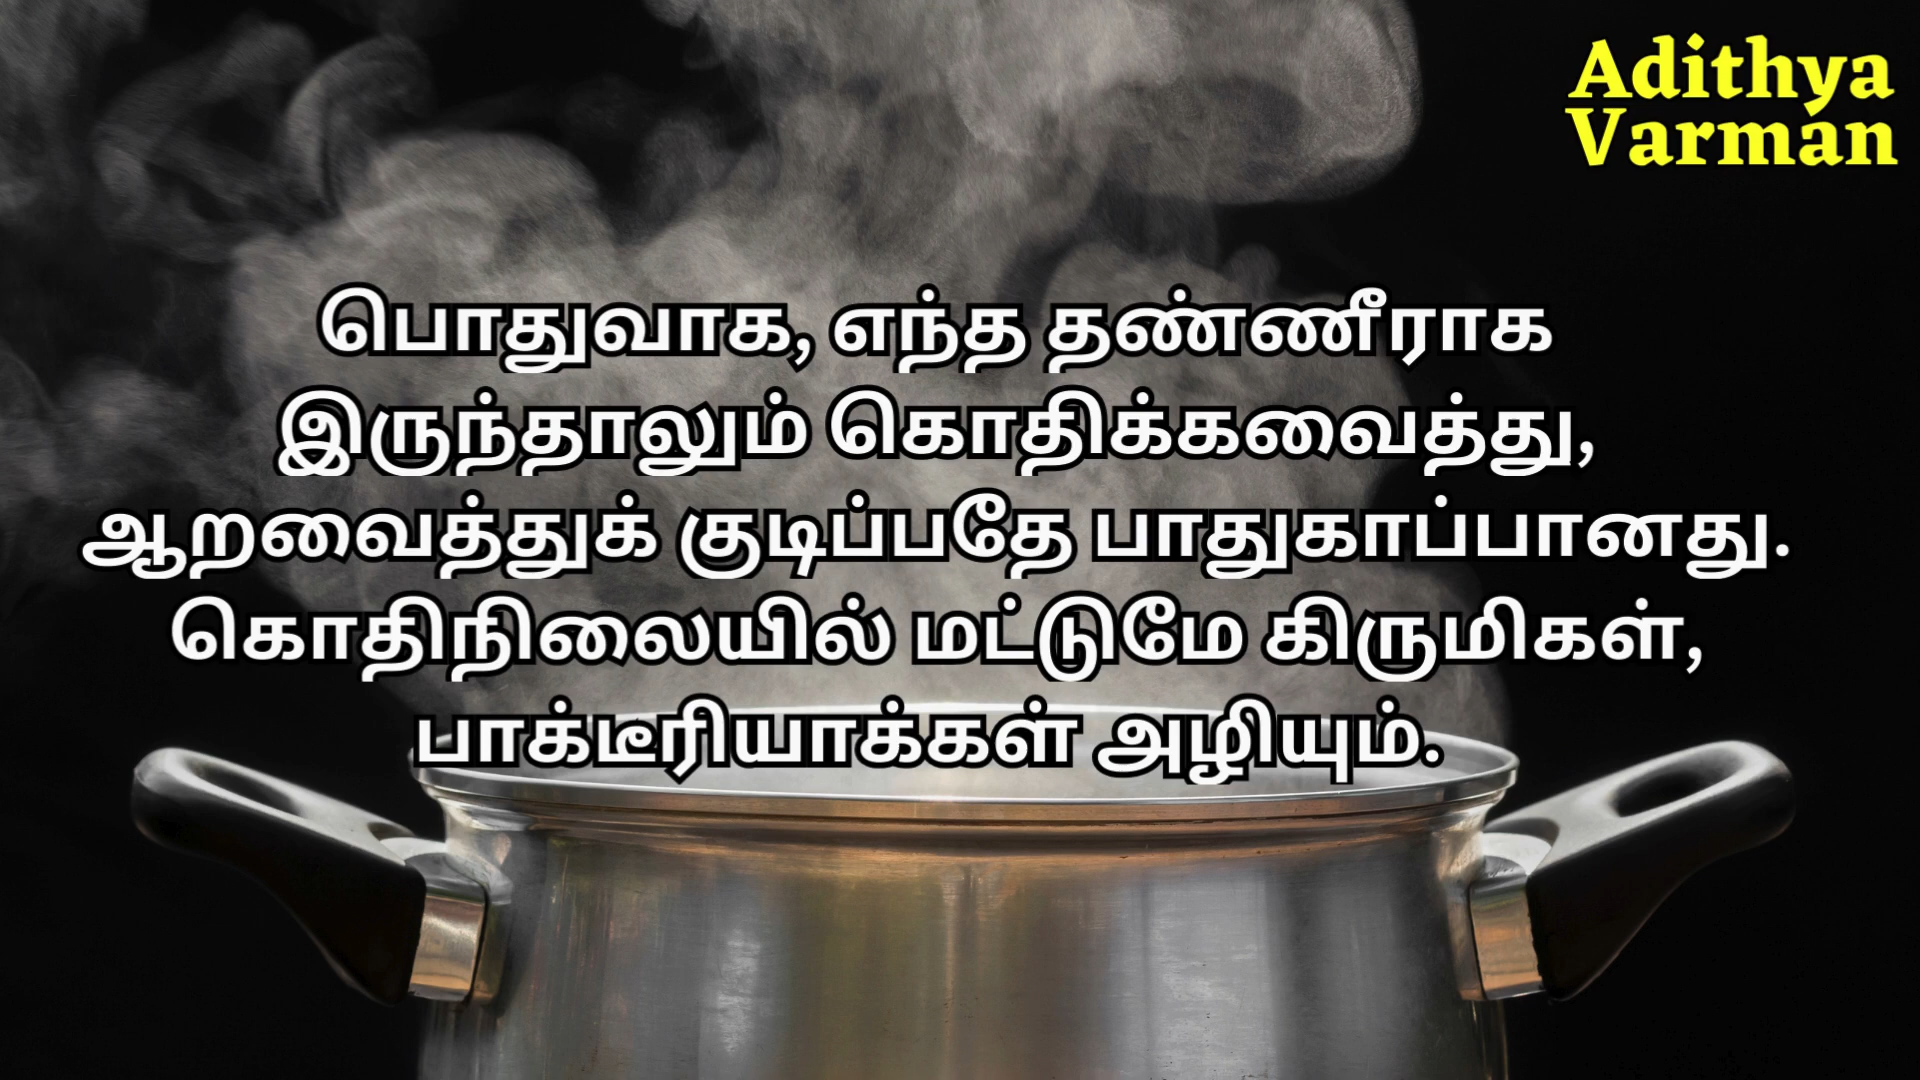 Adithya
Varman
பொதுவாக, எந்த தண்ணீராக
இருந்தாலும் கொதிக்கவைத்து,
ஆறவைத்துக் குடிப்பதே பாதுகாப்பானது.
கொதிநிலையில் மட்டுமே கிருமிகள்,
பாக்டீரியாக்கள் அழியும்.